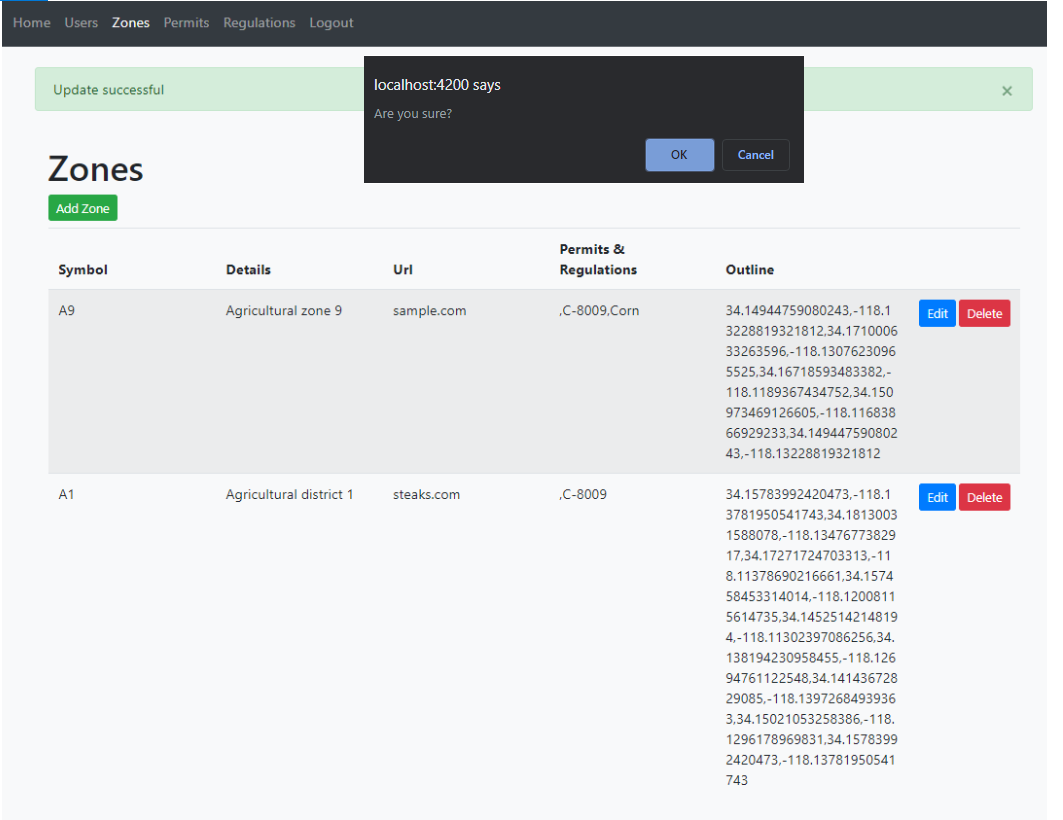 Home Users Zones Permits Regulations Logout
localhost:4200 says
Update successful ×
Are you sure?
OK Cancel
Zones
Add Zone
Symbol Details Url Permits & Regulations Outline
A9 Agricultural zone 9 sample.com ,C-8009,Corn 34.14944759080243,-118.1 Edit Delete
3228819321812,34.1710006
33263596,-118.1307623096
5525,34.16718593483382,-
118.1189367434752,34.150
973469126605,-118.116838
66929233,34.149447590802
43,-118.13228819321812
A1 Agricultural district 1 steaks.com ,C-8009 34.15783992420473,-118.1 Edit Delete
3781950541743,34.1813003
1588078,-118.13476773829
17,34.17271724703313,-11
8.11378690216661,34.1574
58453314014,-118.1200811
5614735,34.1452514214819
4,-118.11302397086256,34.
138194230958455,-118.126
94761122548,34.141436728
29085,-118.1397268493936
3,34.15021053258386,-118.
1296178969831,34.1578399
2420473,-118.13781950541
743